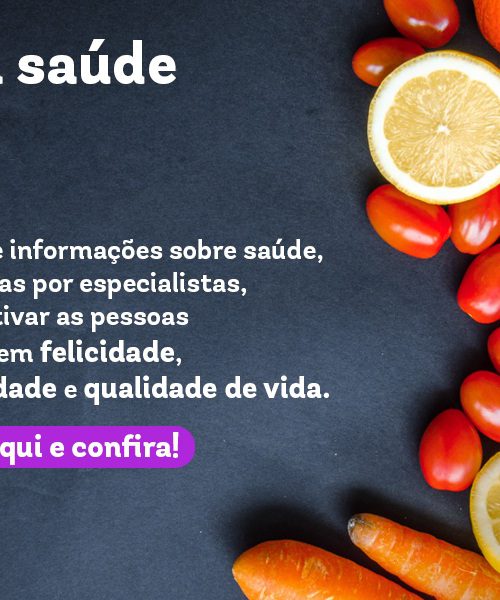 saúde
e informações sobre saúde,
as por especialistas,
tivar as pessoas
em felicidade,
dade e qualidade de vida.
qui e confira!